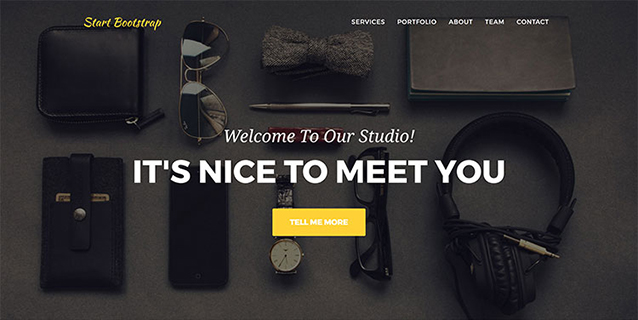 Start Bootstrap
SERVICES PORTFOLIO ABOUT TEAM CONTACT
Welcome To Our Studio!
IT'S NICE TO MEET YOU
TELL ME MORE